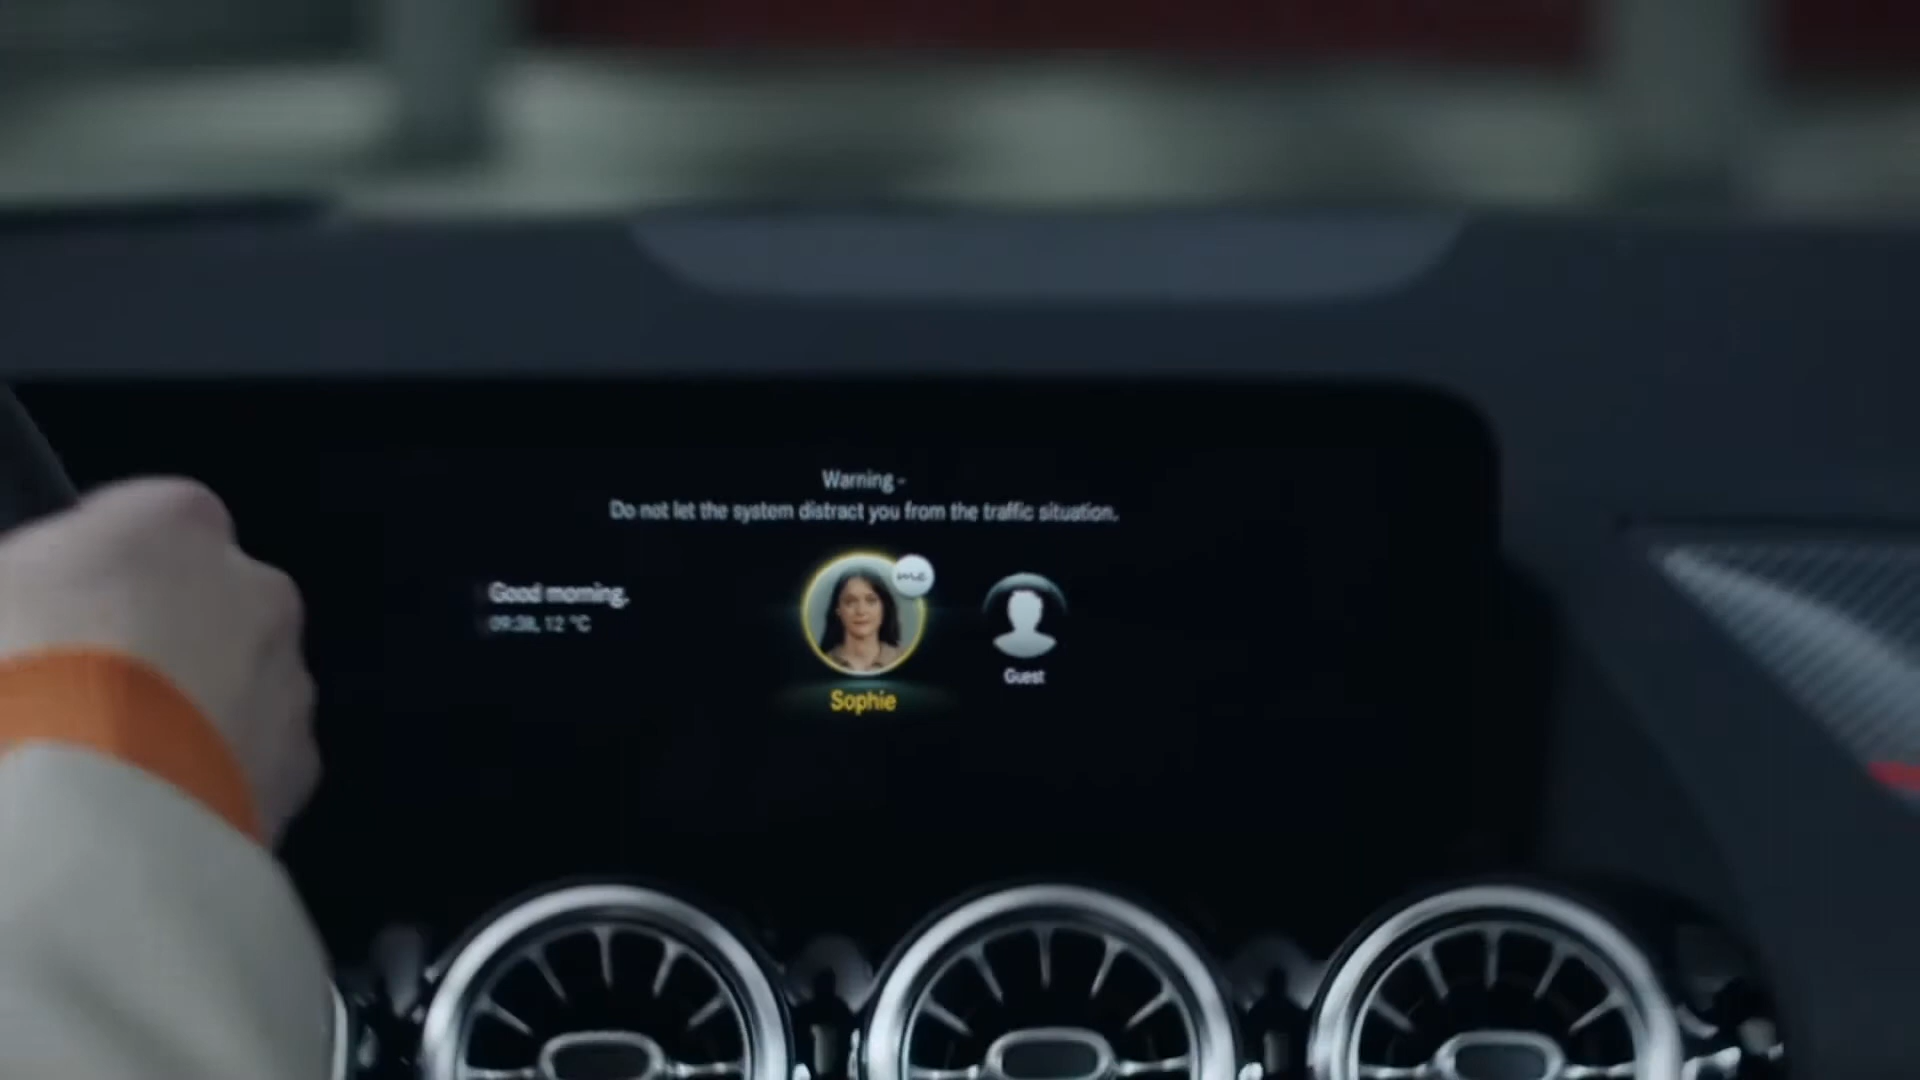 Warning -
Do not let the system distract you from the traffic situation.
Good morning.
09:38, 12 °C
me
Sophie
Guest